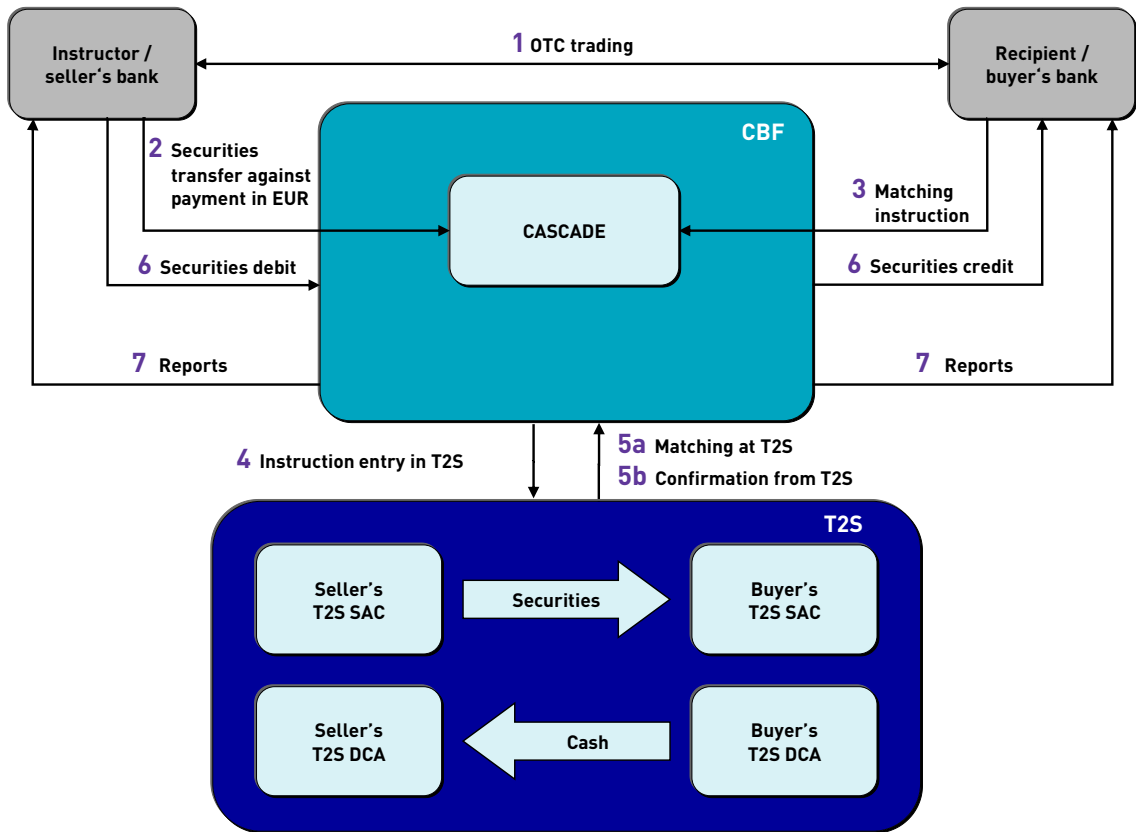 Instructor /
seller‘s bank
1 OTC trading
Recipient /
buyer‘s bank
CBF
2 Securities
transfer against
payment in EUR
CASCADE
3 Matching
instruction
6 Securities debit
6 Securities credit
7 Reports
7 Reports
4 Instruction entry in T2S
5a Matching at T2S
5b Confirmation from T2S
T2S
Seller’s
T2S SAC
Securities
Buyer’s
T2S SAC
Seller’s
T2S DCA
Cash
Buyer’s
T2S DCA